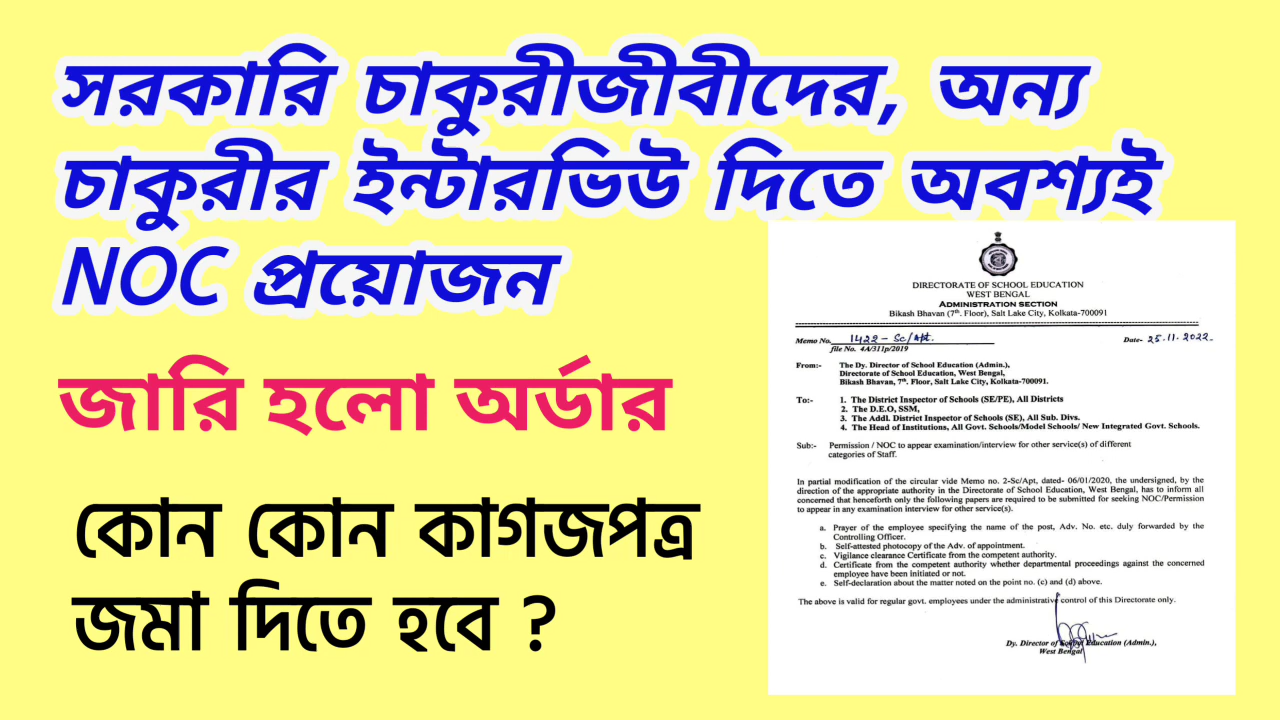 সরকারি চাকুরীজীবীদের, অন্য
চাকুরীর ইন্টারভিউ দিতে অবশ্যই
NOC প্রয়োজন
জারি হলো অর্ডার
কোন কোন কাগজপত্র
জমা দিতে হবে ?
DIRECTORATE OF SCHOOL EDUCATION
WEST BENGAL
ADMINISTRATION SECTION
Bikash Bhavan (7th. Floor), Salt Lake City, Kolkata-700091
Memo No. 1422 - Sc/Apt. Date- 25.11.2022
file No. 4A/311p/2019
From:- The Dy. Director of School Education (Admin.),
Directorate of School Education, West Bengal,
Bikash Bhavan, 7th. Floor, Salt Lake City, Kolkata-700091.
To:- 1. The District Inspector of Schools (SE/PE), All Districts
2. The D.E.O, SSM,
3. The Addl. District Inspector of Schools (SE), All Sub. Divs.
4. The Head of Institutions, All Govt. Schools/Model Schools/ New Integrated Govt. Schools.
Sub:- Permission / NOC to appear examination/interview for other service(s) of different
categories of Staff.
In partial modification of the circular vide Memo no. 2-Sc/Apt, dated- 06/01/2020, the undersigned, by the
direction of the appropriate authority in the Directorate of School Education, West Bengal, has to inform all
concerned that henceforth only the following papers are required to be submitted for seeking NOC/Permission
to appear in any examination interview for other service(s).
a. Prayer of the employee specifying the name of the post, Adv. No. etc. duly forwarded by the
Controlling Officer.
b. Self-attested photocopy of the Adv. of appointment.
c. Vigilance clearance Certificate from the competent authority.
d. Certificate from the competent authority whether departmental proceedings against the concerned
employee have been initiated or not.
e. Self-declaration about the matter noted on the point no. (c) and (d) above.
The above is valid for regular govt. employees under the administrative control of this Directorate only.
Dy. Director of School Education (Admin.),
West Bengal